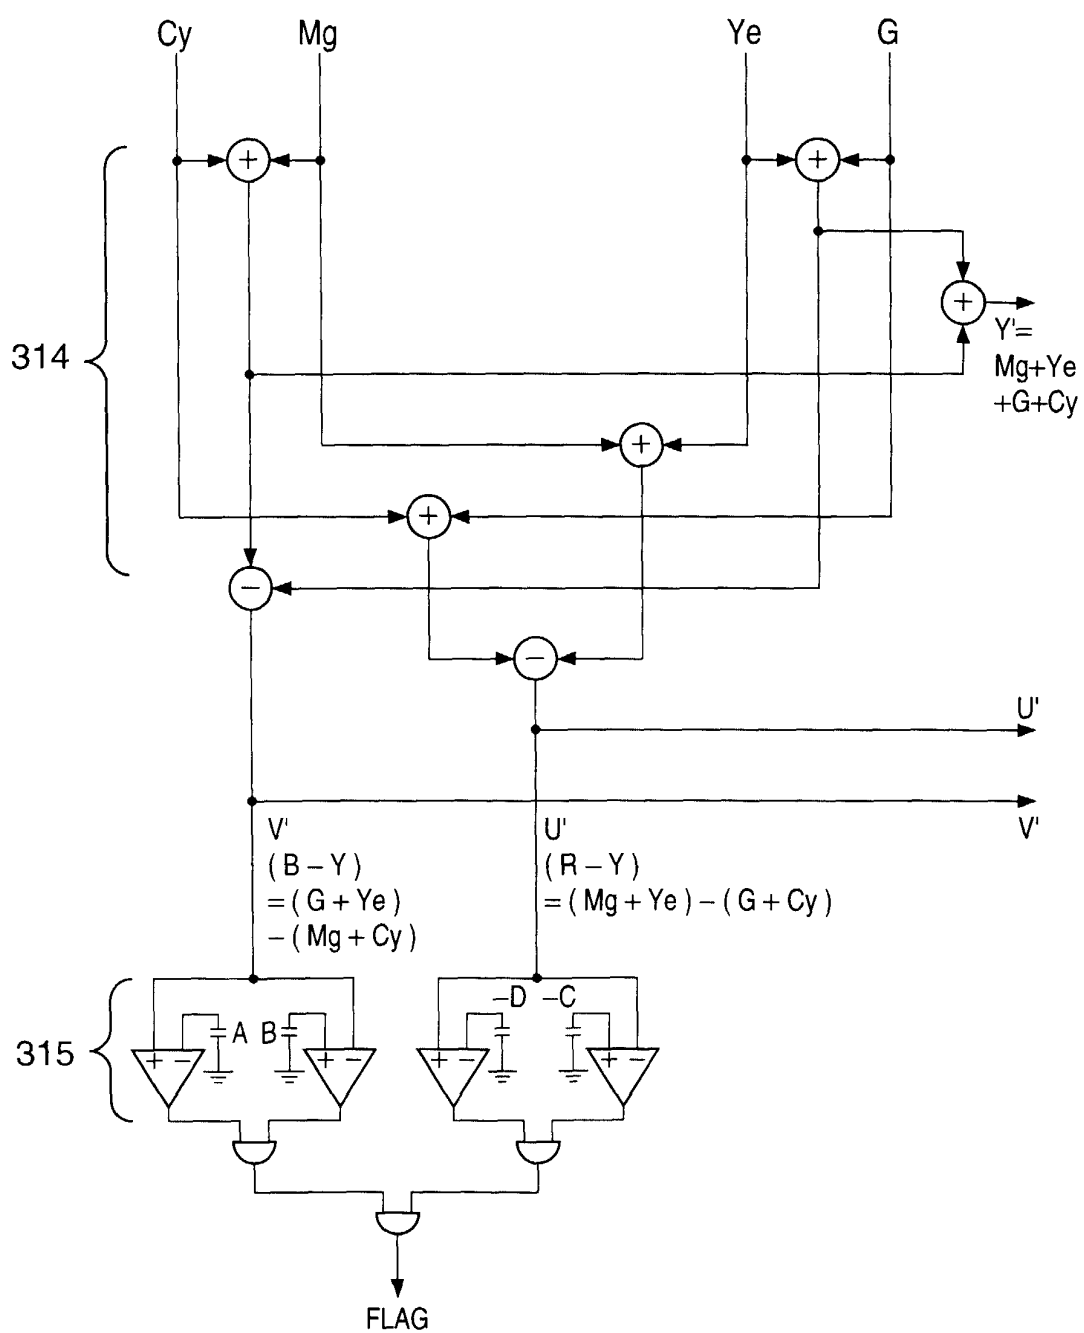 Cy Mg Ye G
+ +
+
314
Y'=
Mg+Ye
+G+Cy
+
+
−
−
U'
V'
V'
(B−Y)
=(G+Ye)
−(Mg+Cy)
U'
(R−Y)
=(Mg+Ye)−(G+Cy)
315
A B −D −C
+ − + − + − + −
FLAG